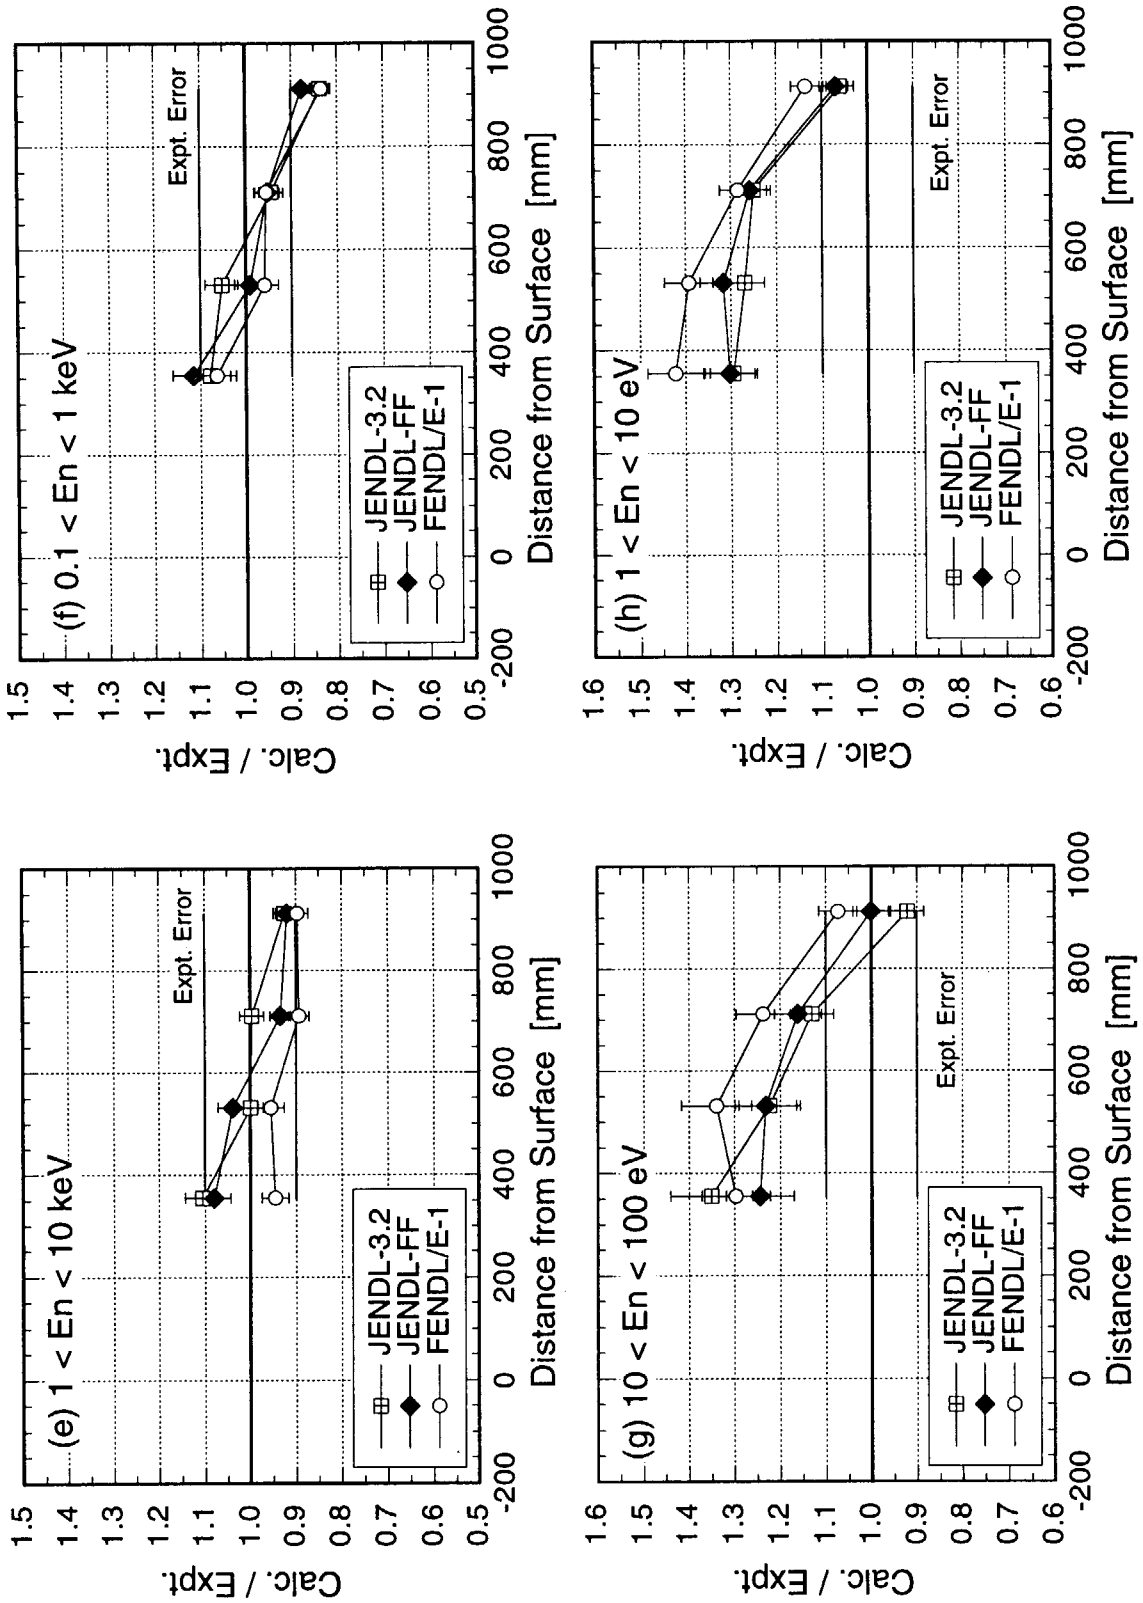 (e) 1 < En < 10 keV
Calc. / Expt.
1.5
1.4
1.3
1.2
1.1
1.0
0.9
0.8
0.7
0.6
0.5
Expt. Error
JENDL-3.2
JENDL-FF
FENDL/E-1
-200 0 200 400 600 800 1000
Distance from Surface [mm]
(f) 0.1 < En < 1 keV
Calc. / Expt.
1.5
1.4
1.3
1.2
1.1
1.0
0.9
0.8
0.7
0.6
0.5
Expt. Error
JENDL-3.2
JENDL-FF
FENDL/E-1
-200 0 200 400 600 800 1000
Distance from Surface [mm]
(g) 10 < En < 100 eV
Calc. / Expt.
1.6
1.5
1.4
1.3
1.2
1.1
1.0
0.9
0.8
0.7
0.6
Expt. Error
JENDL-3.2
JENDL-FF
FENDL/E-1
-200 0 200 400 600 800 1000
Distance from Surface [mm]
(h) 1 < En < 10 eV
Calc. / Expt.
1.6
1.5
1.4
1.3
1.2
1.1
1.0
0.9
0.8
0.7
0.6
Expt. Error
JENDL-3.2
JENDL-FF
FENDL/E-1
-200 0 200 400 600 800 1000
Distance from Surface [mm]